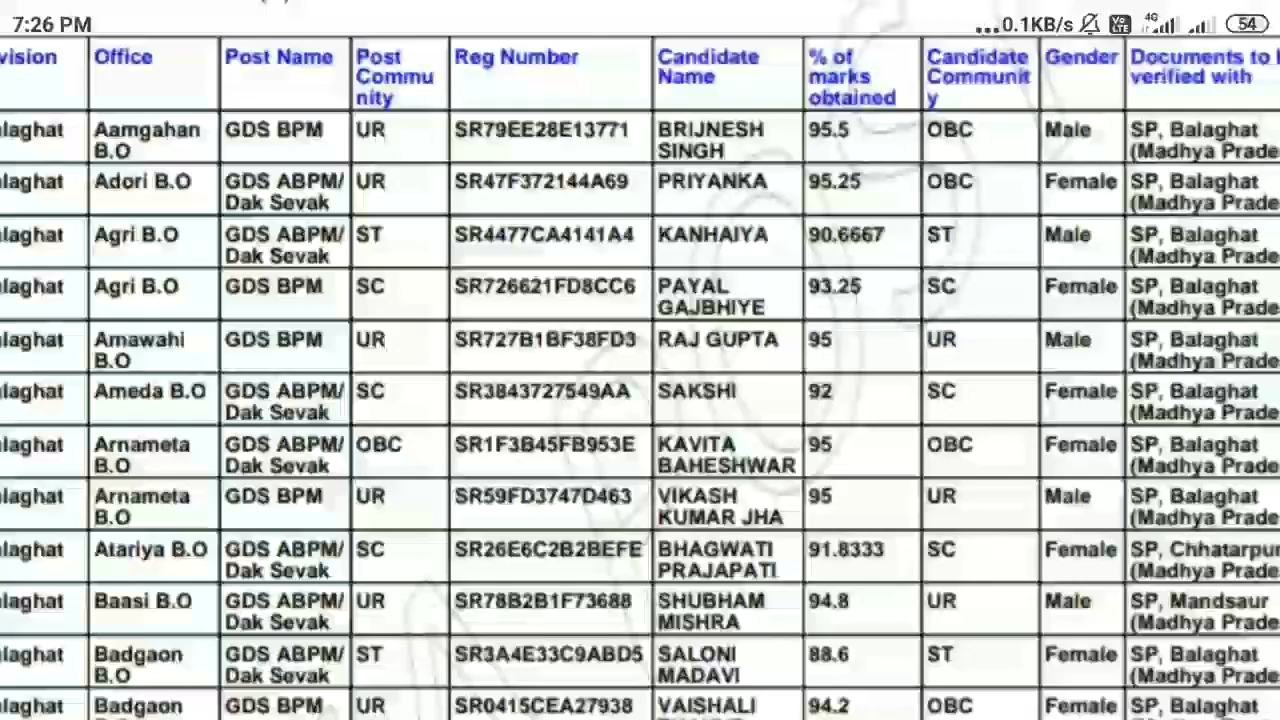 7:26 PM ...0.1KB/s Vo LTE 4G 54
vision Office Post Name Post Reg Number Candidate % of Candidate Gender Documents to
Commu Name marks Communit verified with
nity obtained y
alaghat Aamgahan GDS BPM UR SR79EE28E13771 BRIJNESH 95.5 OBC Male SP, Balaghat
B.O SINGH (Madhya Prade
alaghat Adori B.O GDS ABPM/ UR SR47F372144A69 PRIYANKA 95.25 OBC Female SP, Balaghat
Dak Sevak (Madhya Prade
alaghat Agri B.O GDS ABPM/ ST SR4477CA4141A4 KANHAIYA 90.6667 ST Male SP, Balaghat
Dak Sevak (Madhya Prade
alaghat Agri B.O GDS BPM SC SR726621FD8CC6 PAYAL 93.25 SC Female SP, Balaghat
GAJBHIYE (Madhya Prade
alaghat Amawahi GDS BPM UR SR727B1BF38FD3 RAJ GUPTA 95 UR Male SP, Balaghat
B.O (Madhya Prade
alaghat Ameda B.O GDS ABPM/ SC SR3843727549AA SAKSHI 92 SC Female SP, Balaghat
Dak Sevak (Madhya Prade
alaghat Arnameta GDS ABPM/ OBC SR1F3B45FB953E KAVITA 95 OBC Female SP, Balaghat
B.O Dak Sevak BAHESHWAR (Madhya Prade
alaghat Arnameta GDS BPM UR SR59FD3747D463 VIKASH 95 UR Male SP, Balaghat
B.O KUMAR JHA (Madhya Prade
alaghat Atariya B.O GDS ABPM/ SC SR26E6C2B2BEFE BHAGWATI 91.8333 SC Female SP, Chhatarpur
Dak Sevak PRAJAPATI (Madhya Prade
alaghat Baasi B.O GDS ABPM/ UR SR78B2B1F73688 SHUBHAM 94.8 UR Male SP, Mandsaur
Dak Sevak MISHRA (Madhya Prade
alaghat Badgaon GDS ABPM/ ST SR3A4E33C9ABD5 SALONI 88.6 ST Female SP, Balaghat
B.O Dak Sevak MADAVI (Madhya Prade
alaghat Badgaon GDS BPM UR SR0415CEA27938 VAISHALI 94.2 OBC Female SP, Balaghat